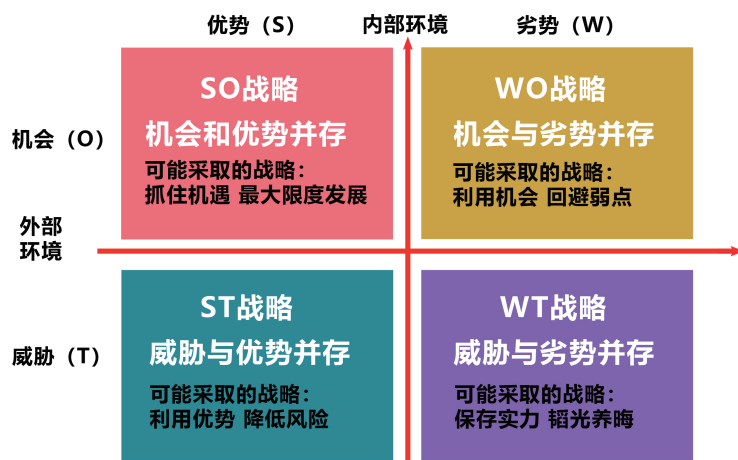 优势（S）
内部环境
劣势（W）
机会（O）
SO战略
机会和优势并存
可能采取的战略：
抓住机遇 最大限度发展
WO战略
机会与劣势并存
可能采取的战略：
利用机会 回避弱点
外部
环境
威胁（T）
ST战略
威胁与优势并存
可能采取的战略：
利用优势 降低风险
WT战略
威胁与劣势并存
可能采取的战略：
保存实力 韬光养晦